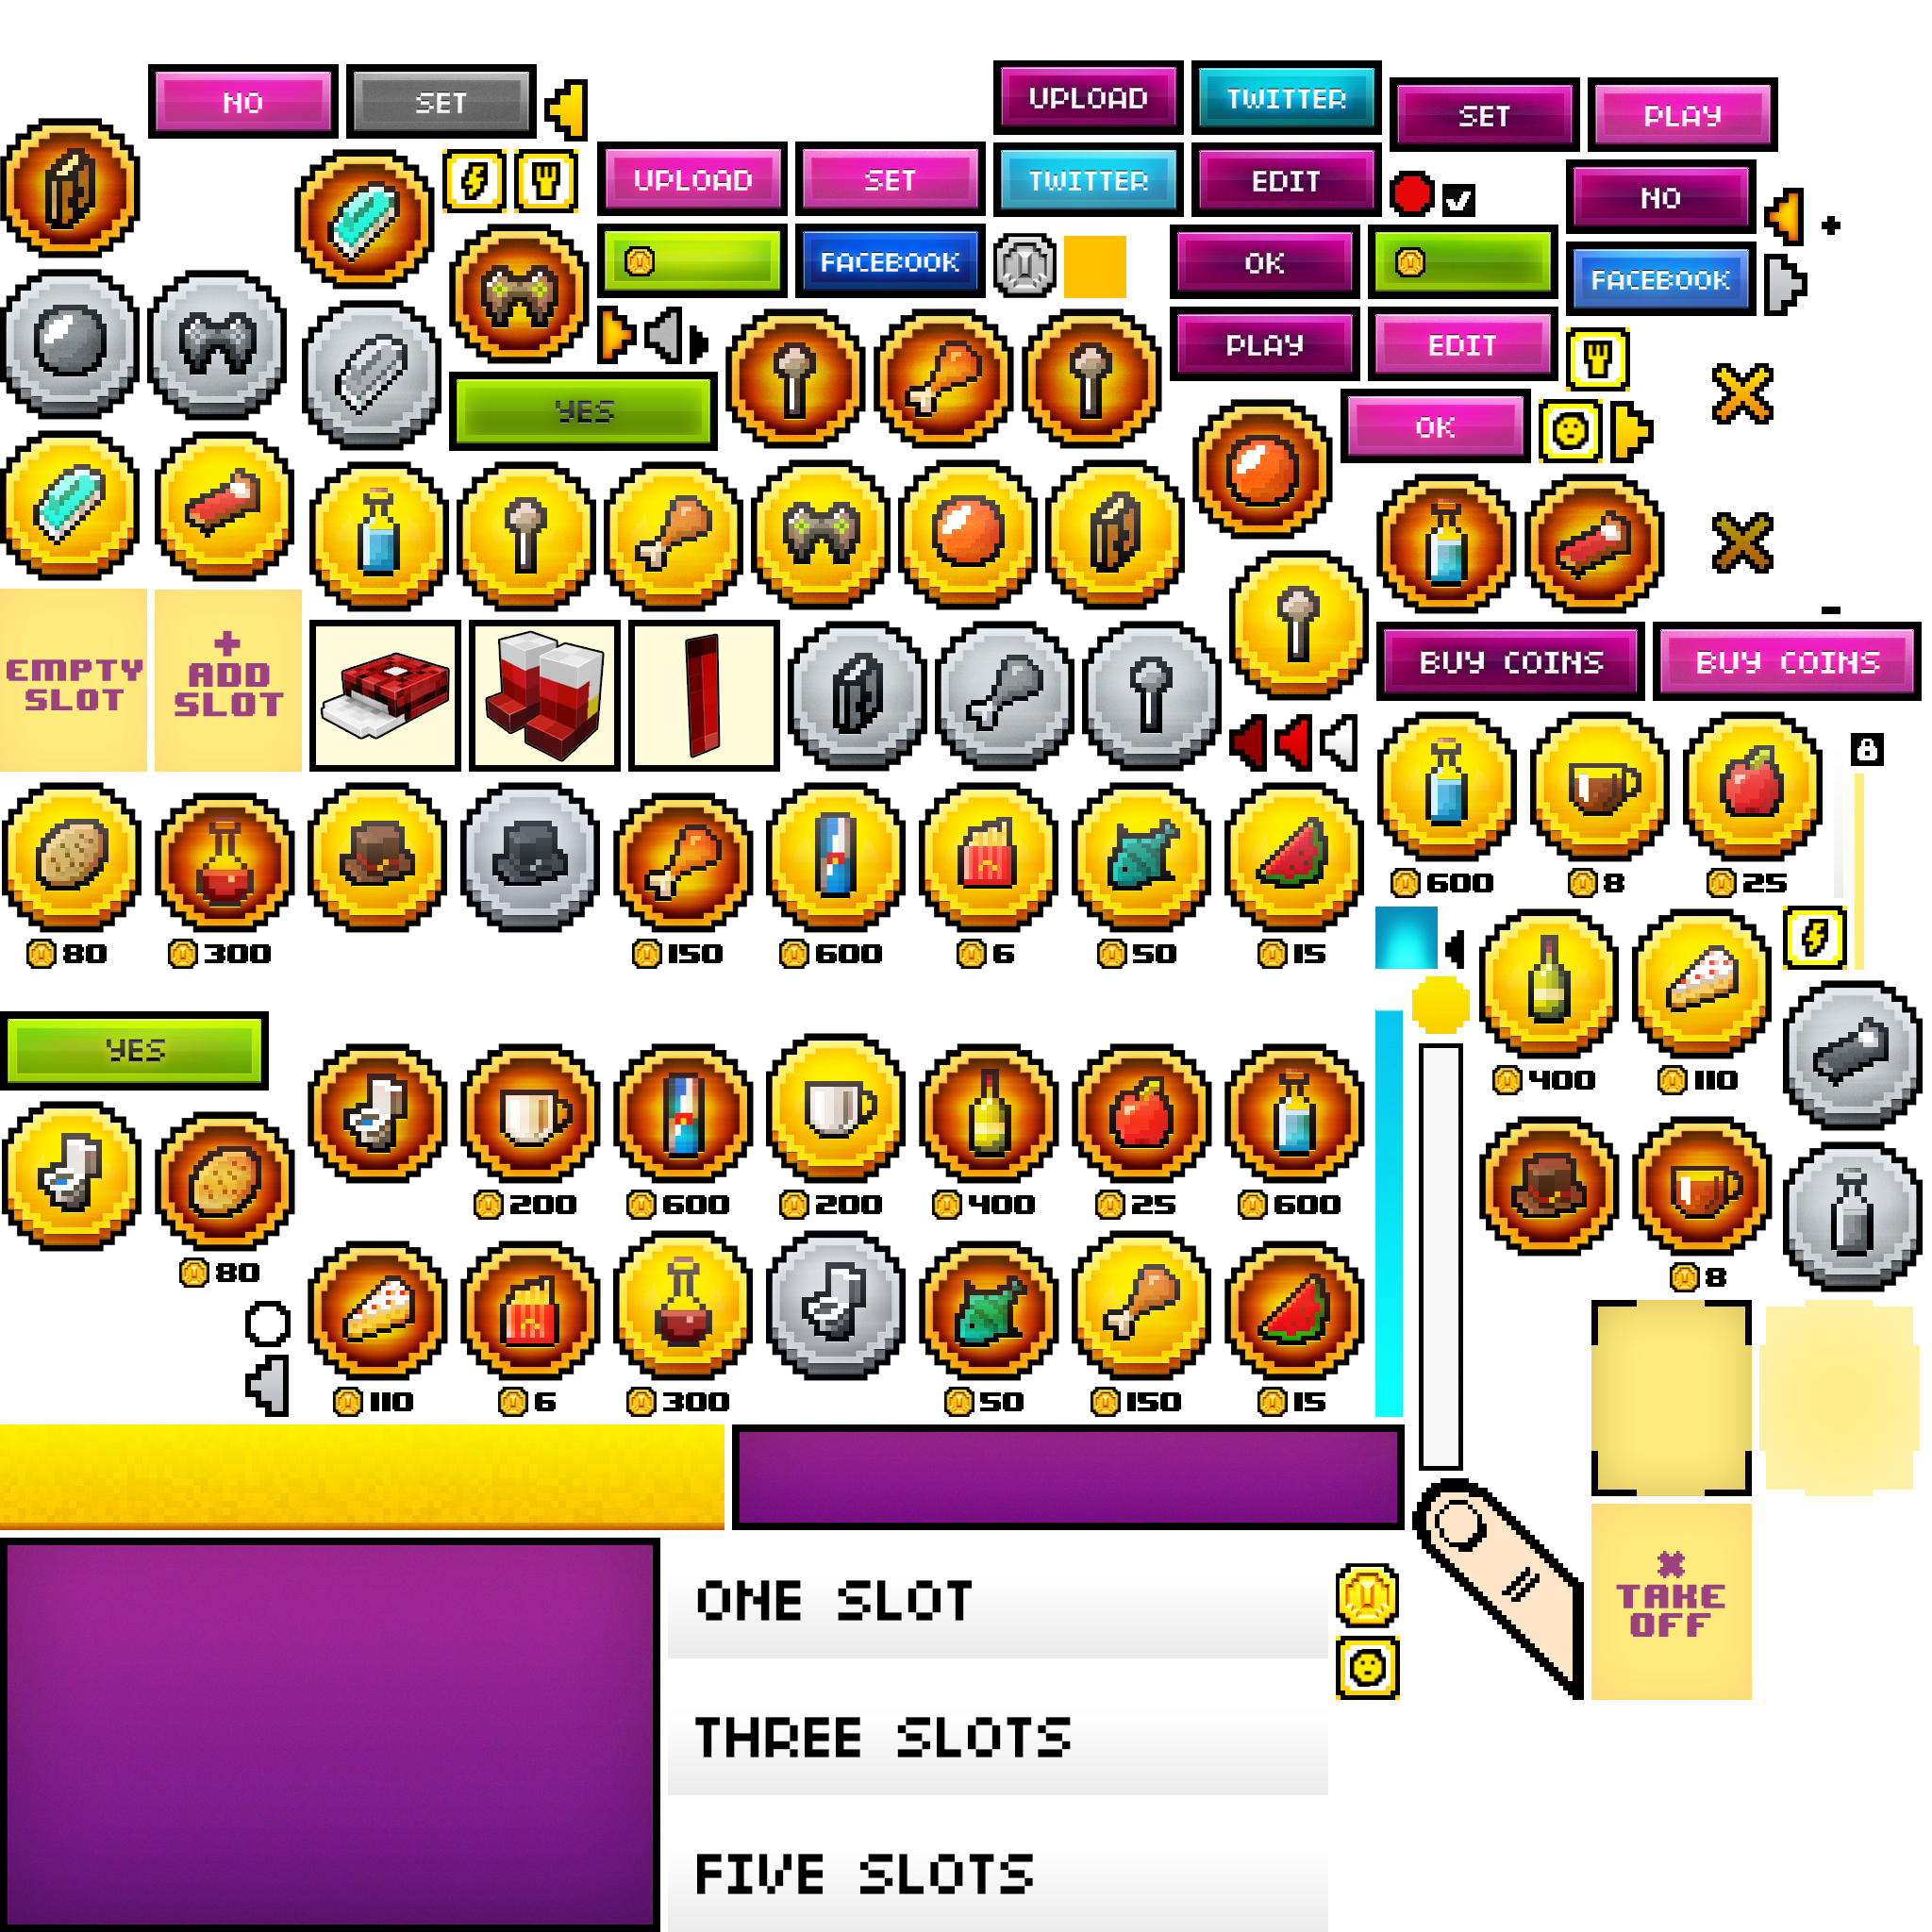 NO
SET
UPLOAD
TWITTER
SET
PLAY
UPLOAD
SET
TWITTER
EDIT
NO
FACEBOOK
OK
FACEBOOK
PLAY
EDIT
YES
OK
EMPTY
SLOT
+
ADD
SLOT
BUY COINS
BUY COINS
600
8
25
80
300
150
600
6
50
15
YES
400
110
200
600
200
400
25
600
80
8
110
6
300
50
150
15
ONE SLOT
TAKE
OFF
THREE SLOTS
FIVE SLOTS